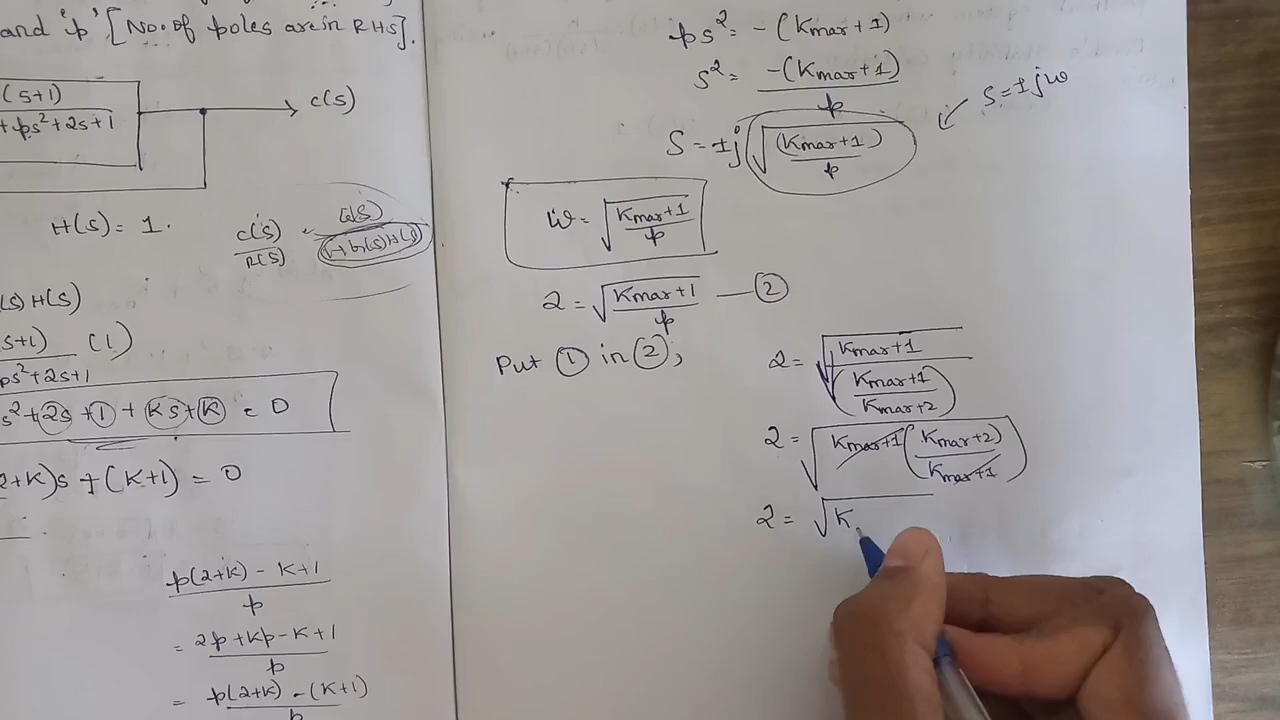 and 'p' [No. of poles are in RHS].
(s+1)
+ps²+2s+1
c(s)
H(s) = 1.
c(s)
R(s)
(s) H(s)
s+1) (1)
ps²+2s+1
s²+2s+1+ks+k = 0
2+k)s + (k+1) = 0
p(2+k) - k+1
p
= 2p+kp-k+1
p
= p(2+k) - (k+1)
ps² = -(kmar+1)
s² = -(kmar+1)
p
S = ±j√(kmar+1)
p
S = ±jω
ω = √kmar+1
p
2 = √kmar+1 — ②
p
Put ① in ②,
2 = √kmar+1
(kmar+1
kmar+2)
2 = √kmar+1 (kmar+2)
kmar+1
2 = √k